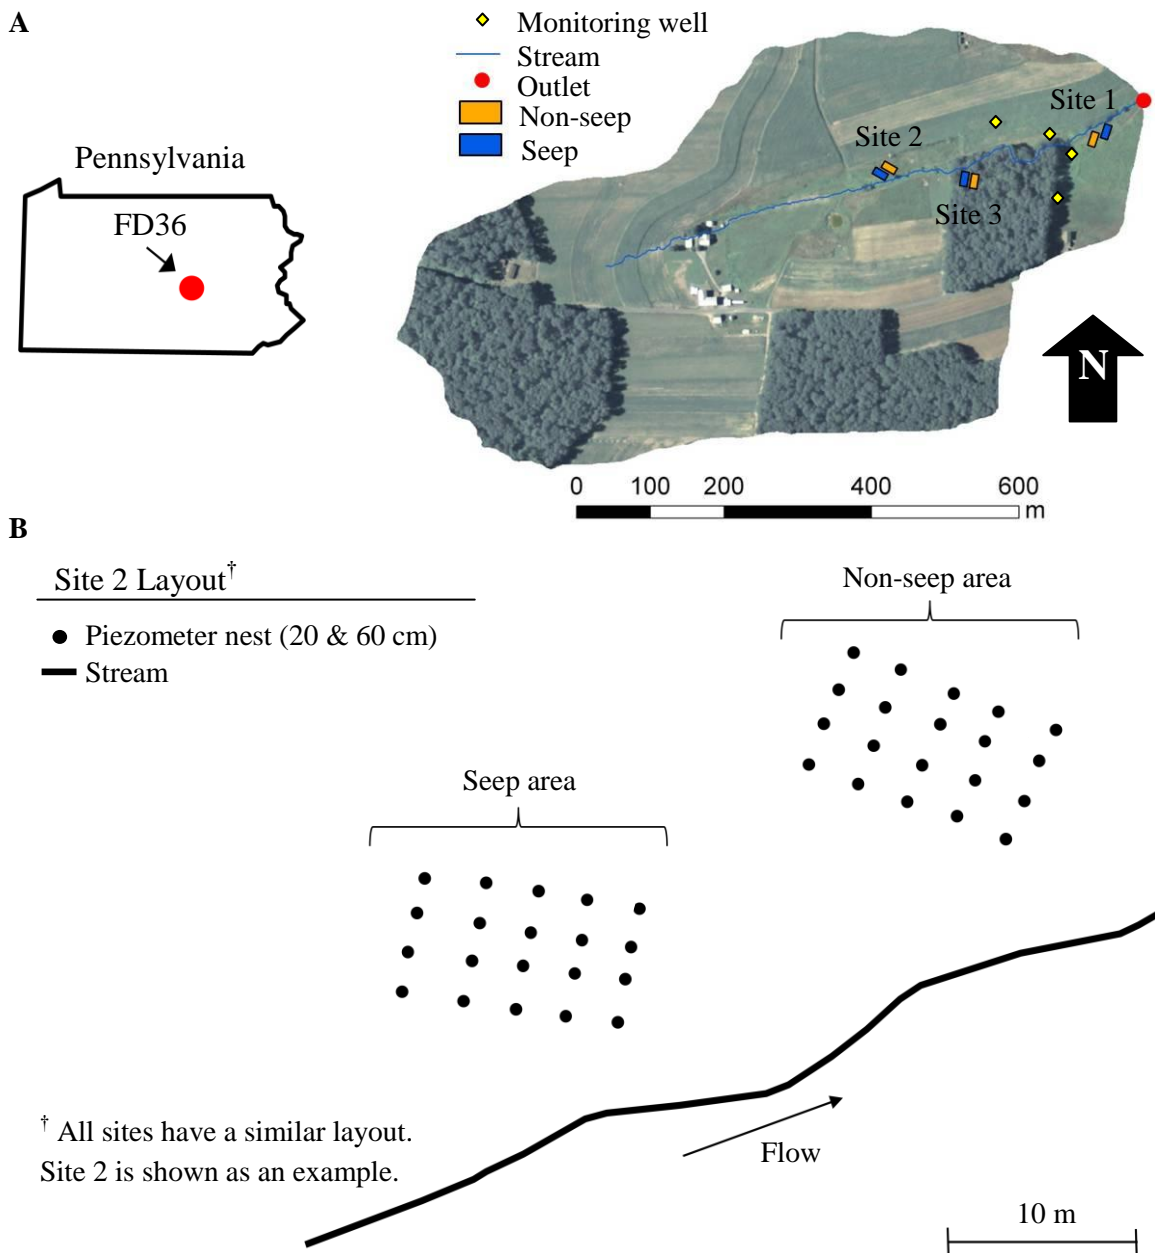 A
Monitoring well
Stream
Outlet
Non-seep
Seep
Pennsylvania
FD36
Site 1
Site 2
Site 3
N
0 100 200 400 600
m
B
Site 2 Layout†
Piezometer nest (20 & 60 cm)
Stream
Non-seep area
Seep area
† All sites have a similar layout.
Site 2 is shown as an example.
Flow
10 m